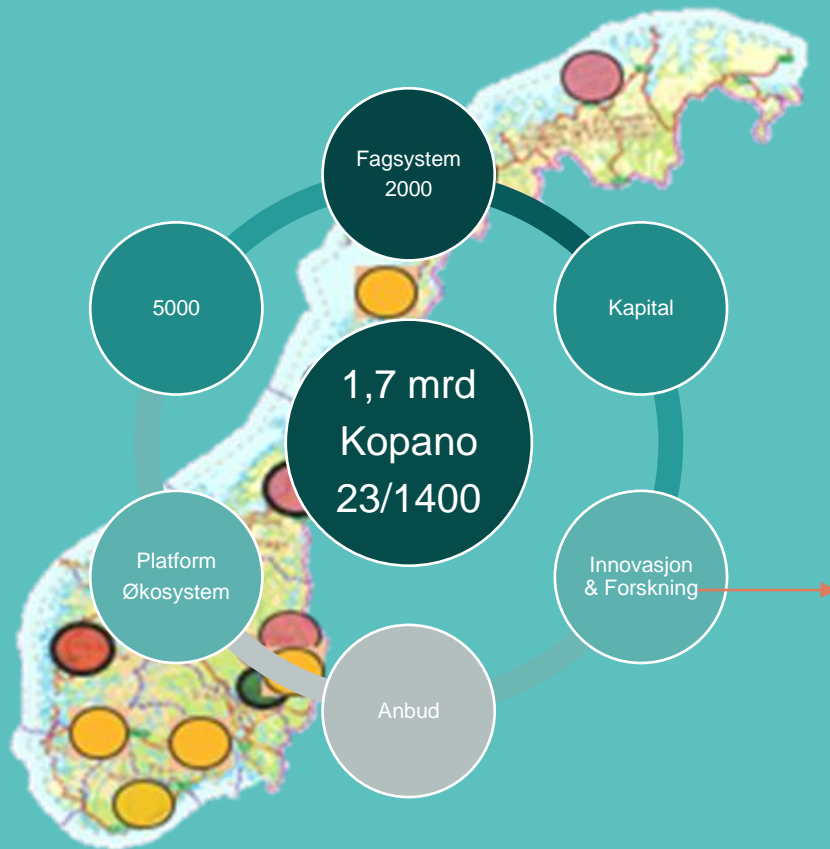 Fagsystem
2000
5000
Kapital
1,7 mrd
Kopano
23/1400
Platform
Økosystem
Innovasjon
& Forskning
Anbud